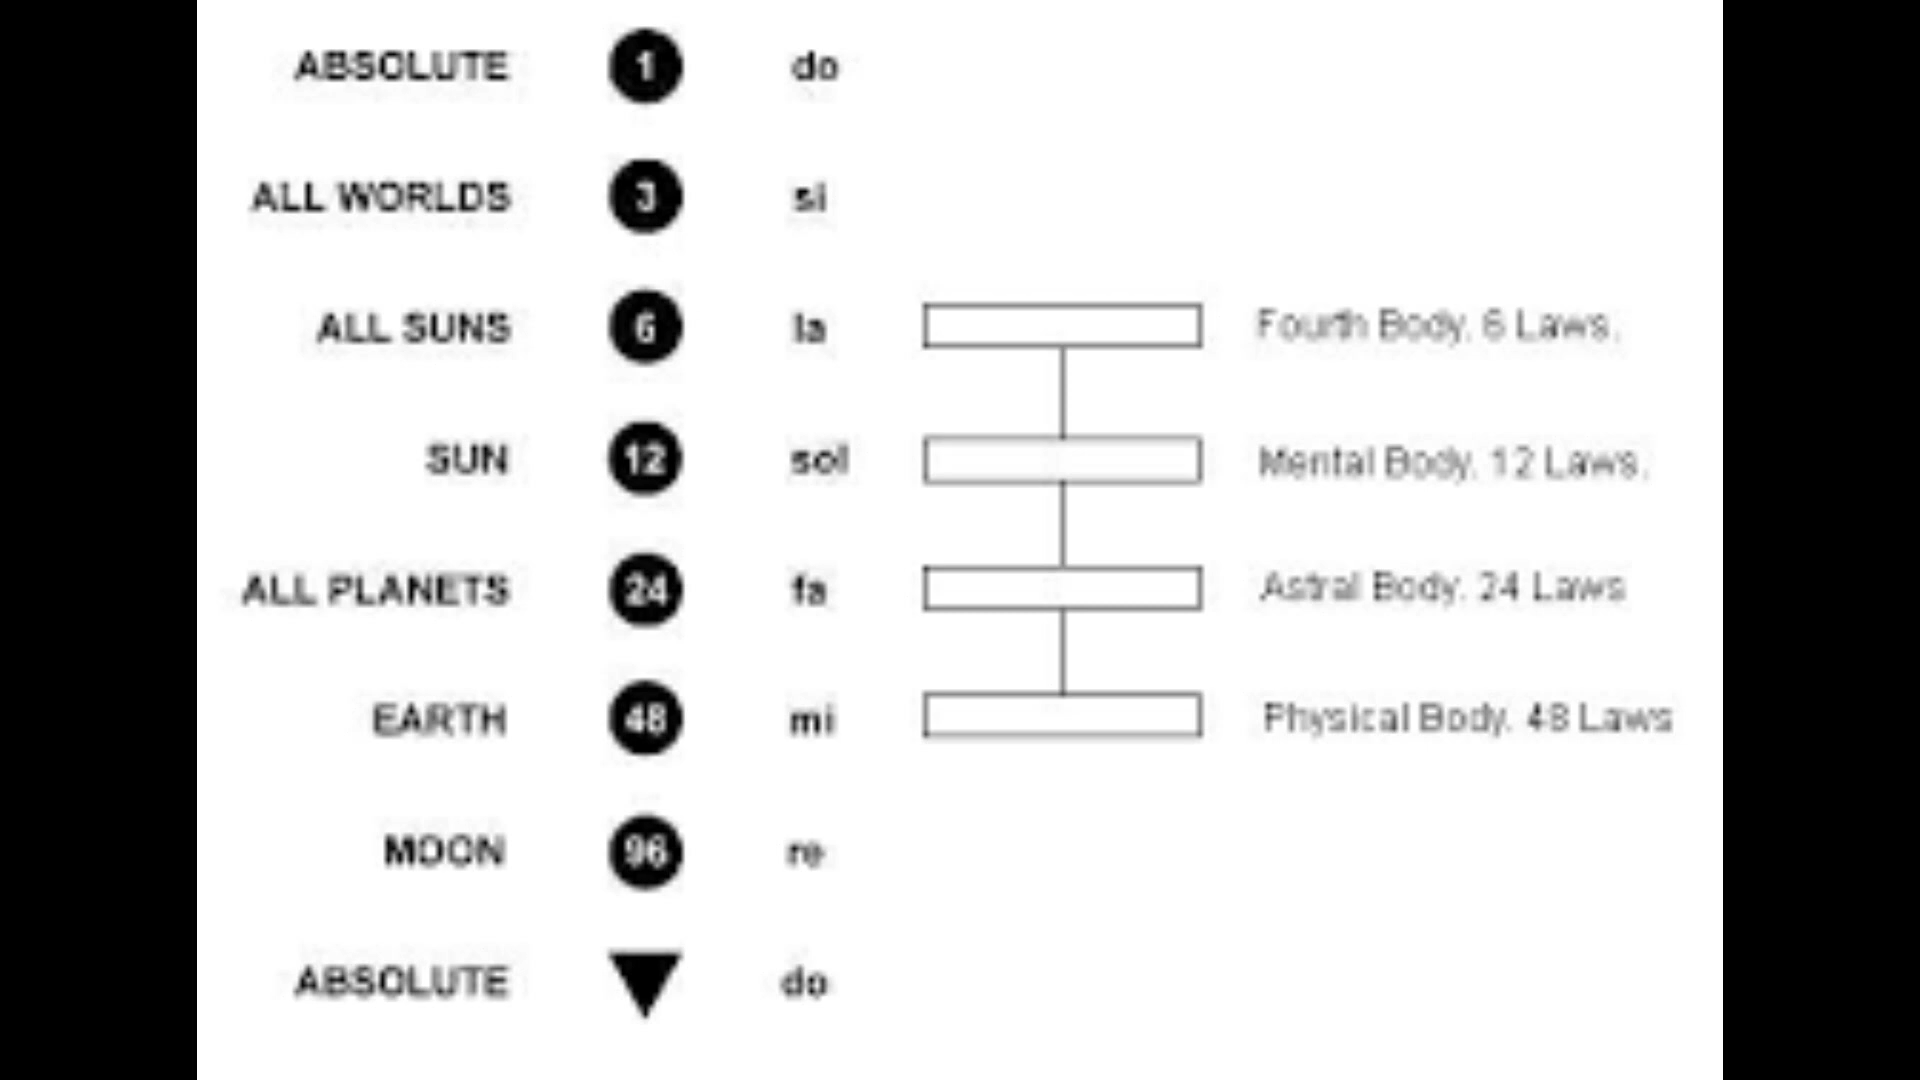 ABSOLUTE 1 do
ALL WORLDS 3 si
ALL SUNS 6 la Fourth Body. 6 Laws.
SUN 12 sol Mental Body. 12 Laws.
ALL PLANETS 24 fa Astral Body. 24 Laws
EARTH 48 mi Physical Body. 48 Laws
MOON 96 re
ABSOLUTE do